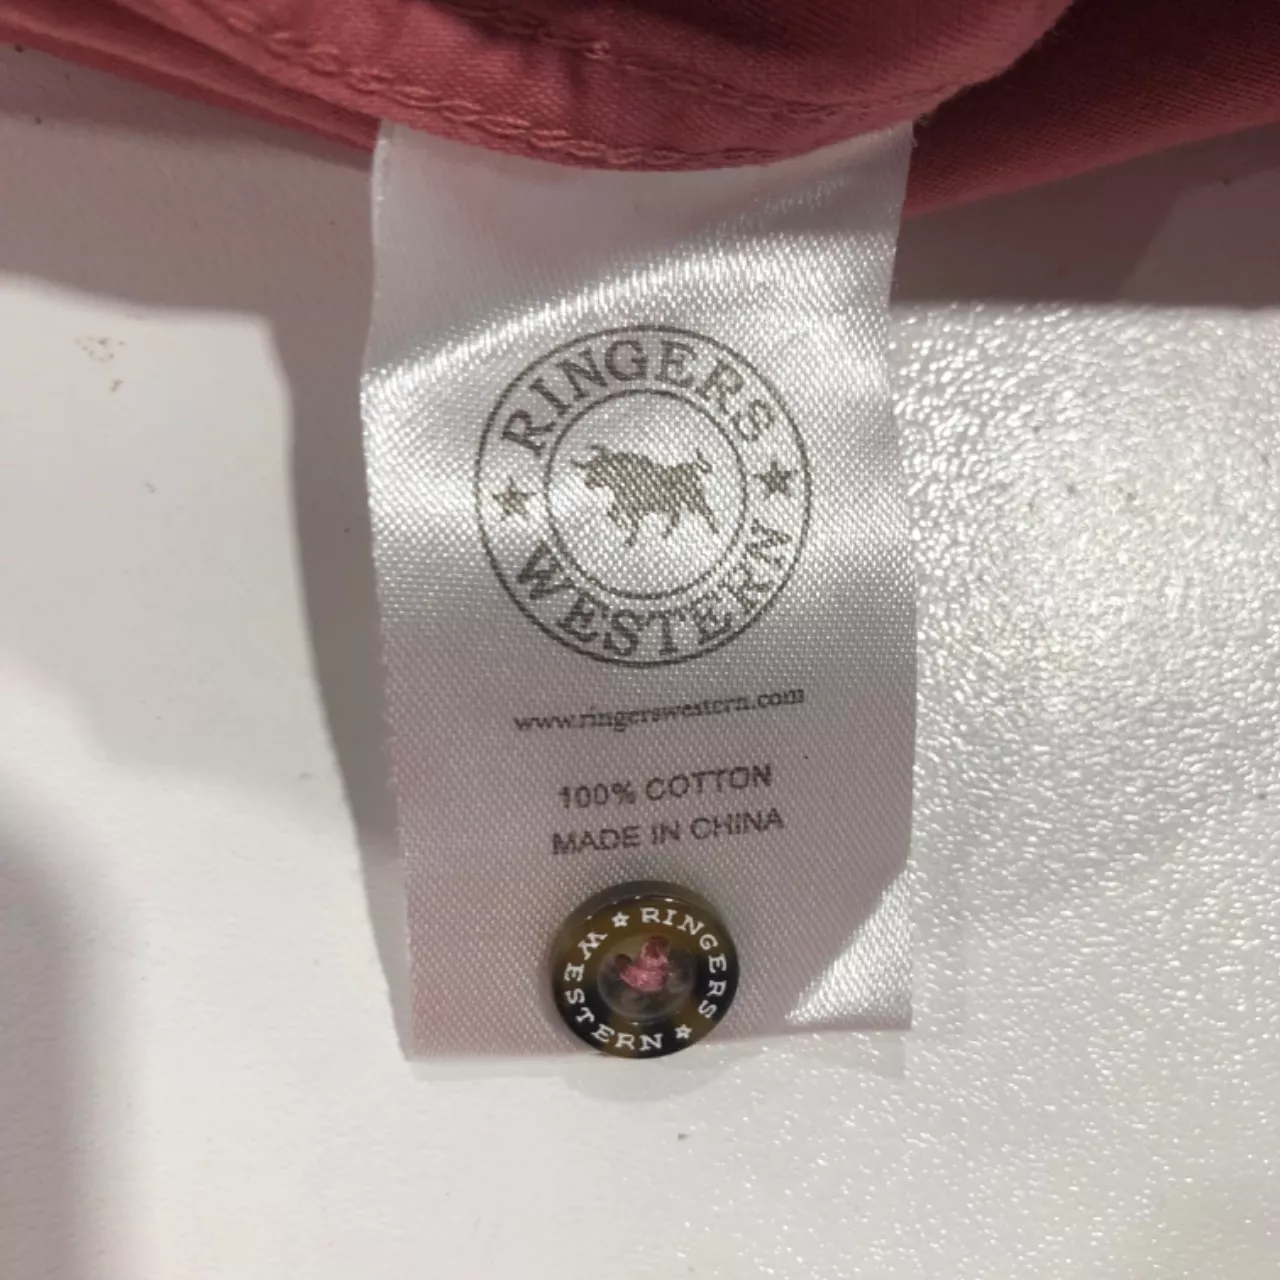 RINGERS
WESTERN
www.ringerswestern.com
100% COTTON
MADE IN CHINA
RINGERS
WESTERN